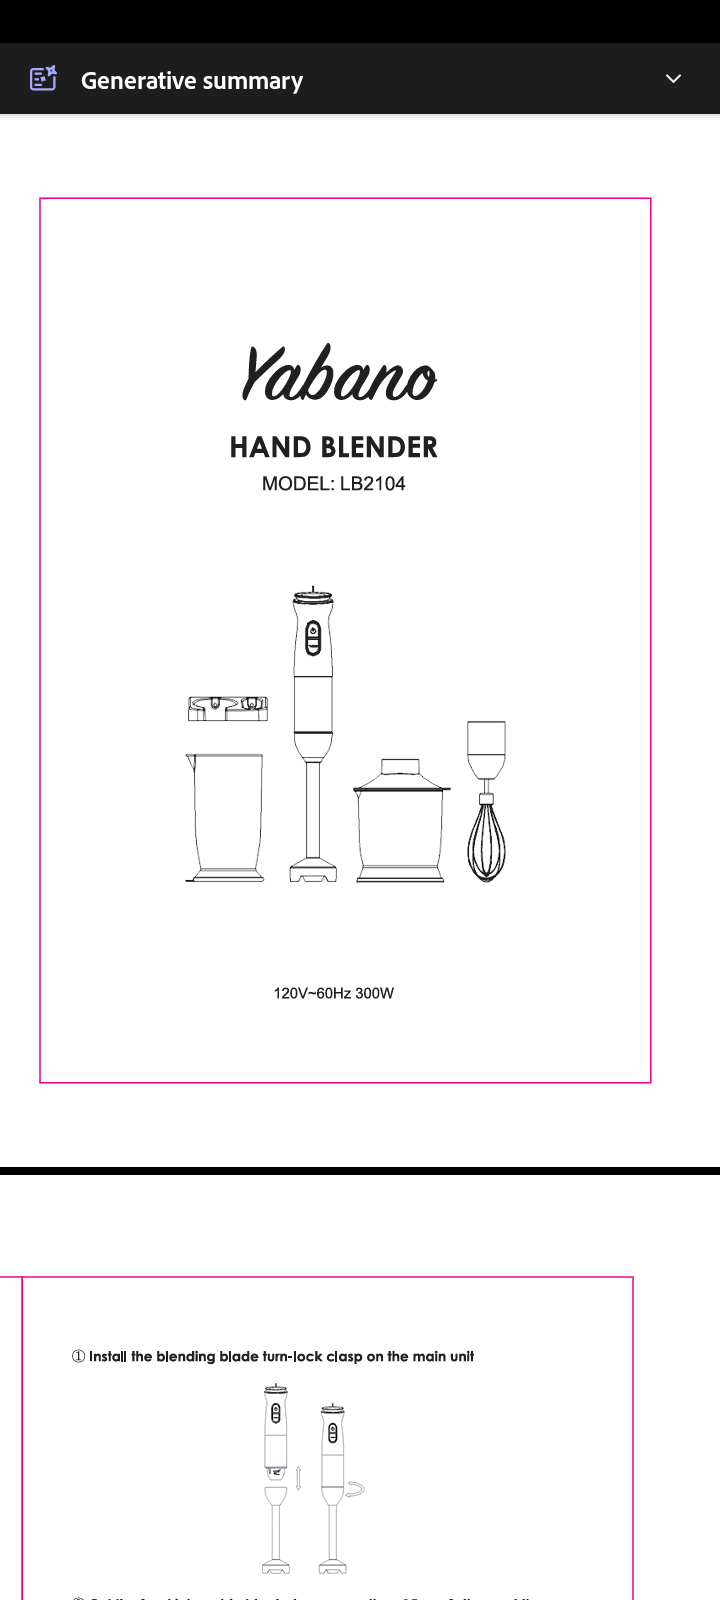 Generative summary
Yabano
HAND BLENDER
MODEL: LB2104
120V~60Hz 300W
① Install the blending blade turn-lock clasp on the main unit